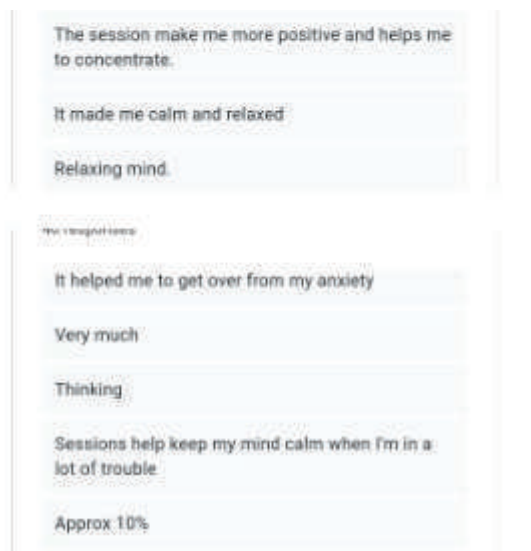 The session make me more positive and helps me
to concentrate.
It made me calm and relaxed
Relaxing mind.
It helped me to get over from my anxiety
Very much
Thinking
Sessions help keep my mind calm when I'm in a
lot of trouble
Approx 10%